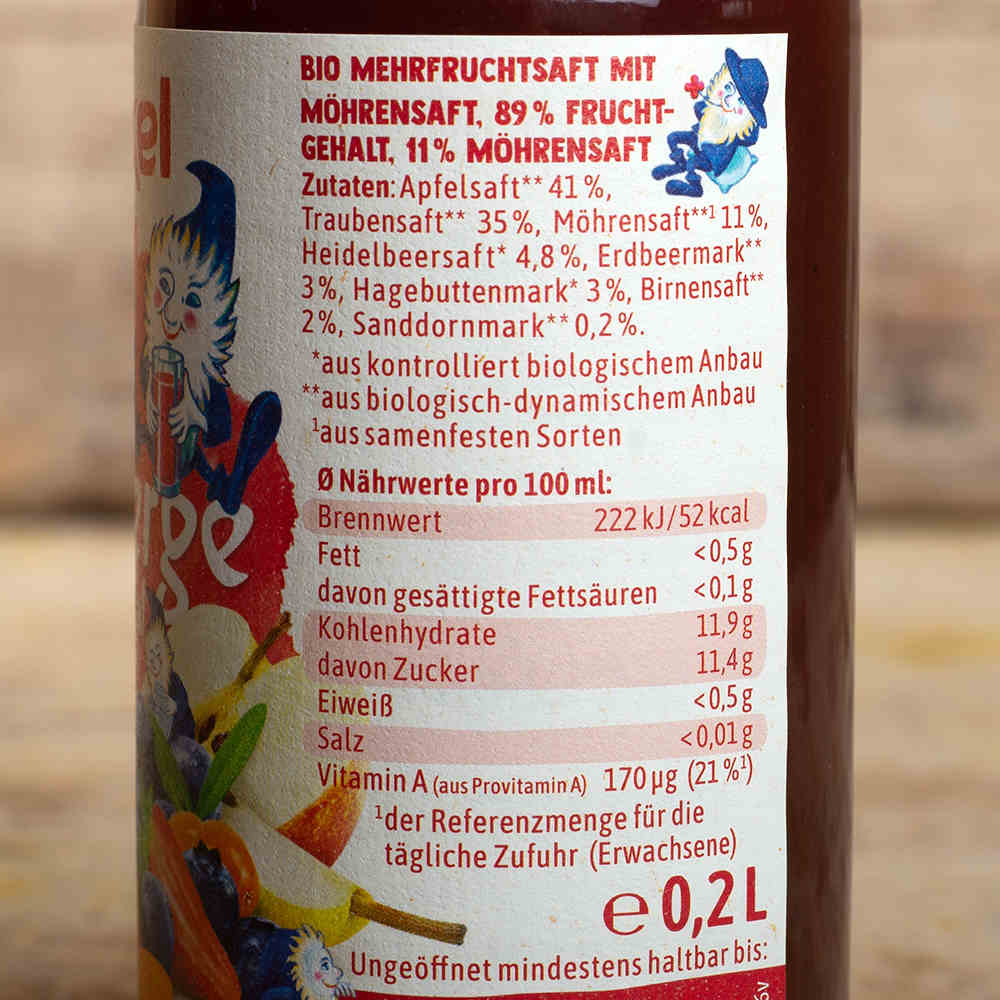 BIO MEHRFRUCHTSAFT MIT
MÖHRENSAFT, 89 % FRUCHT-
GEHALT, 11 % MÖHRENSAFT
Zutaten: Apfelsaft** 41 %,
Traubensaft** 35 %, Möhrensaft**¹ 11 %,
Heidelbeersaft* 4,8 %, Erdbeermark**
3 %, Hagebuttenmark* 3 %, Birnensaft**
2 %, Sanddornmark** 0,2 %.
*aus kontrolliert biologischem Anbau
**aus biologisch-dynamischem Anbau
¹aus samenfesten Sorten
Ø Nährwerte pro 100 ml:
Brennwert 222 kJ/52 kcal
Fett <0,5 g
davon gesättigte Fettsäuren <0,1 g
Kohlenhydrate 11,9 g
davon Zucker 11,4 g
Eiweiß <0,5 g
Salz <0,01 g
Vitamin A (aus Provitamin A) 170 µg (21 %¹)
¹der Referenzmenge für die
tägliche Zufuhr (Erwachsene)
e 0,2 L
Ungeöffnet mindestens haltbar bis: